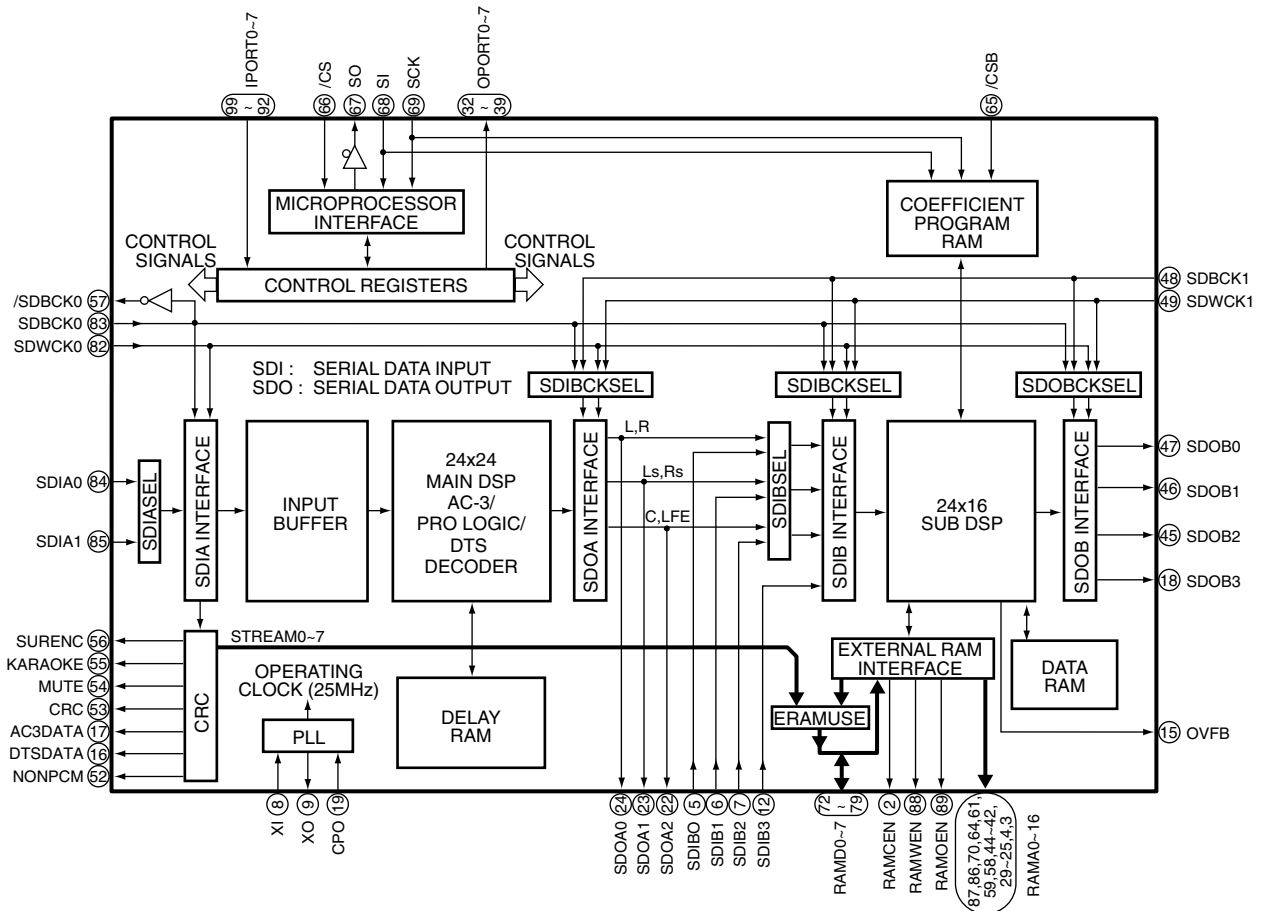 IPORT0~7
99 ~ 92
66 /CS
67 SO
68 SI
69 SCK
OPORT0~7
32 ~ 39
65 /CSB
MICROPROCESSOR
INTERFACE
COEFFICIENT
PROGRAM
RAM
CONTROL
SIGNALS
CONTROL REGISTERS
CONTROL
SIGNALS
/SDBCK0 57
SDBCK0 83
SDWCK0 82
48 SDBCK1
49 SDWCK1
SDI : SERIAL DATA INPUT
SDO : SERIAL DATA OUTPUT
SDIBCKSEL
SDIBCKSEL
SDOBCKSEL
SDIA0 84
SDIA1 85
SDIASEL
SDIA INTERFACE
INPUT
BUFFER
24x24
MAIN DSP
AC-3/
PRO LOGIC/
DTS
DECODER
SDOA INTERFACE
L,R
Ls,Rs
C,LFE
SDIBSEL
SDIB INTERFACE
24x16
SUB DSP
SDOB INTERFACE
47 SDOB0
46 SDOB1
45 SDOB2
18 SDOB3
SURENC 56
KARAOKE 55
MUTE 54
CRC 53
AC3DATA 17
DTSDATA 16
NONPCM 52
CRC
STREAM0~7
OPERATING
CLOCK (25MHz)
PLL
DELAY
RAM
EXTERNAL RAM
INTERFACE
ERAMUSE
DATA
RAM
15 OVFB
XI 8
XO 9
CPO 19
SDOA0 24
SDOA1 23
SDOA2 22
SDIBO 5
SDIB1 6
SDIB2 7
SDIB3 12
72 ~ 79
RAMD0~7
RAMCEN 2
RAMWEN 88
RAMOEN 89
87,86,70,64,61,
59,58,44~42,
29~25,4,3
RAMA0~16